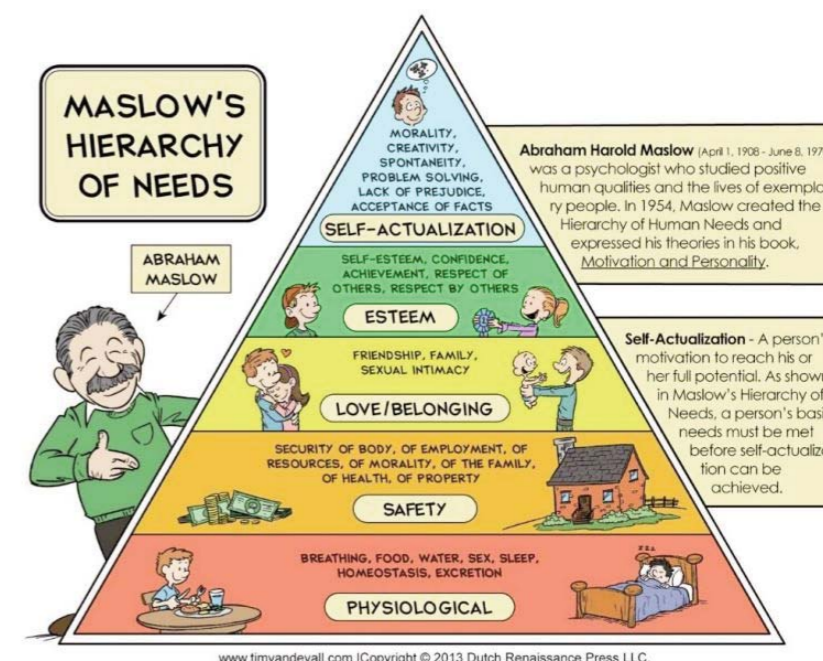 MASLOW'S
HIERARCHY
OF NEEDS
ABRAHAM
MASLOW
MORALITY,
CREATIVITY,
SPONTANEITY,
PROBLEM SOLVING,
LACK OF PREJUDICE,
ACCEPTANCE OF FACTS
SELF-ACTUALIZATION
SELF-ESTEEM, CONFIDENCE,
ACHIEVEMENT, RESPECT OF
OTHERS, RESPECT BY OTHERS
ESTEEM
FRIENDSHIP, FAMILY,
SEXUAL INTIMACY
LOVE/BELONGING
SECURITY OF BODY, OF EMPLOYMENT, OF
RESOURCES, OF MORALITY, OF THE FAMILY,
OF HEALTH, OF PROPERTY
SAFETY
BREATHING, FOOD, WATER, SEX, SLEEP,
HOMEOSTASIS, EXCRETION
PHYSIOLOGICAL
Abraham Harold Maslow (April 1, 1908 - June 8, 197
was a psychologist who studied positive
human qualities and the lives of exempla
ry people. In 1954, Maslow created the
Hierarchy of Human Needs and
expressed his theories in his book,
Motivation and Personality.
Self-Actualization - A person'
motivation to reach his or
her full potential. As shown
in Maslow's Hierarchy of
Needs, a person's basi
needs must be met
before self-actualiza
tion can be
achieved.
www.timvandevall.com | Copyright © 2013 Dutch Renaissance Press LLC